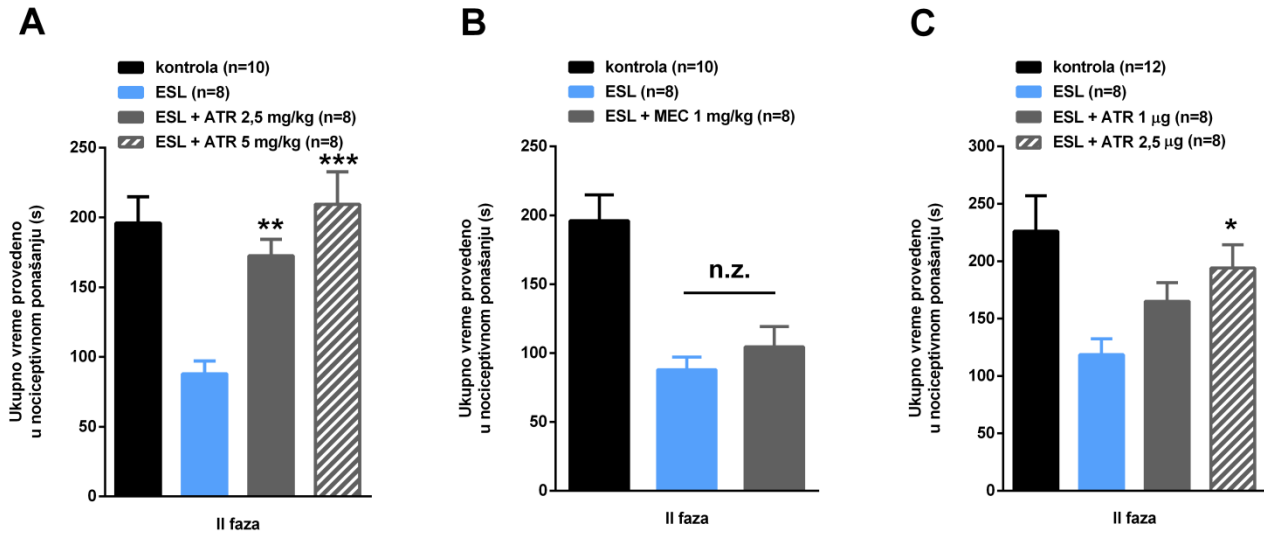 A
kontrola (n=10)
ESL (n=8)
ESL + ATR 2,5 mg/kg (n=8)
ESL + ATR 5 mg/kg (n=8)
Ukupno vreme provedeno
u nociceptivnom ponašanju (s)
250
200
150
100
50
0
**
***
II faza
B
kontrola (n=10)
ESL (n=8)
ESL + MEC 1 mg/kg (n=8)
Ukupno vreme provedeno
u nociceptivnom ponašanju (s)
250
200
150
100
50
0
n.z.
II faza
C
kontrola (n=12)
ESL (n=8)
ESL + ATR 1 μg (n=8)
ESL + ATR 2,5 μg (n=8)
Ukupno vreme provedeno
u nociceptivnom ponašanju (s)
300
250
200
150
100
50
0
*
II faza